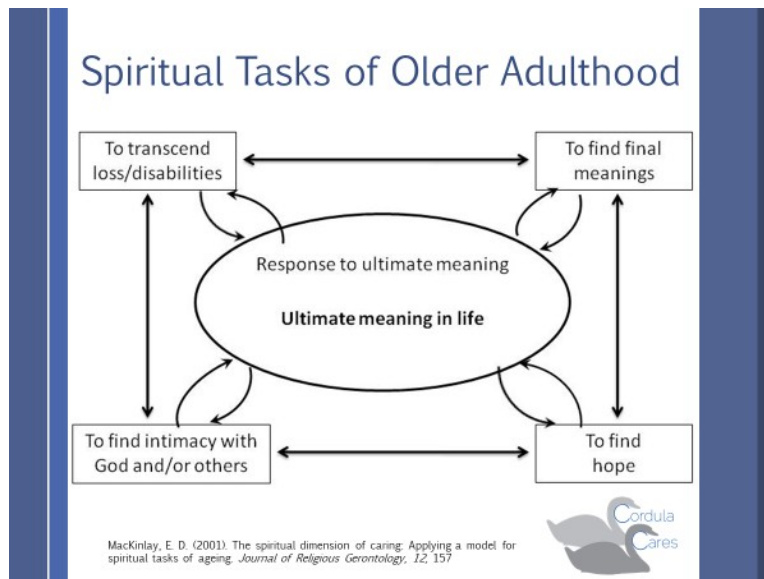 Spiritual Tasks of Older Adulthood
To transcend
loss/disabilities
To find final
meanings
Response to ultimate meaning
Ultimate meaning in life
To find intimacy with
God and/or others
To find
hope
MacKinlay, E. D. (2001). The spiritual dimension of caring: Applying a model for
spiritual tasks of ageing. Journal of Religious Gerontology, 12, 157
Cordula
Cares